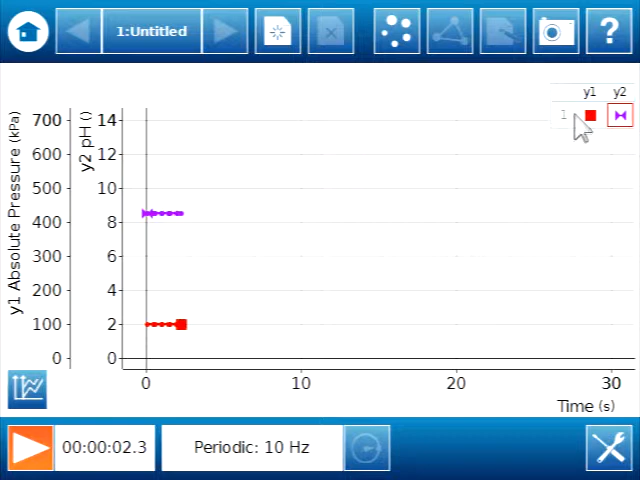 1:Untitled
?
y1 y2
1
y1 Absolute Pressure (kPa)
700
600
500
400
300
200
100
0
y2 pH ()
14
12
10
8
6
4
2
0
0 10 20 30
Time (s)
00:00:02.3
Periodic: 10 Hz